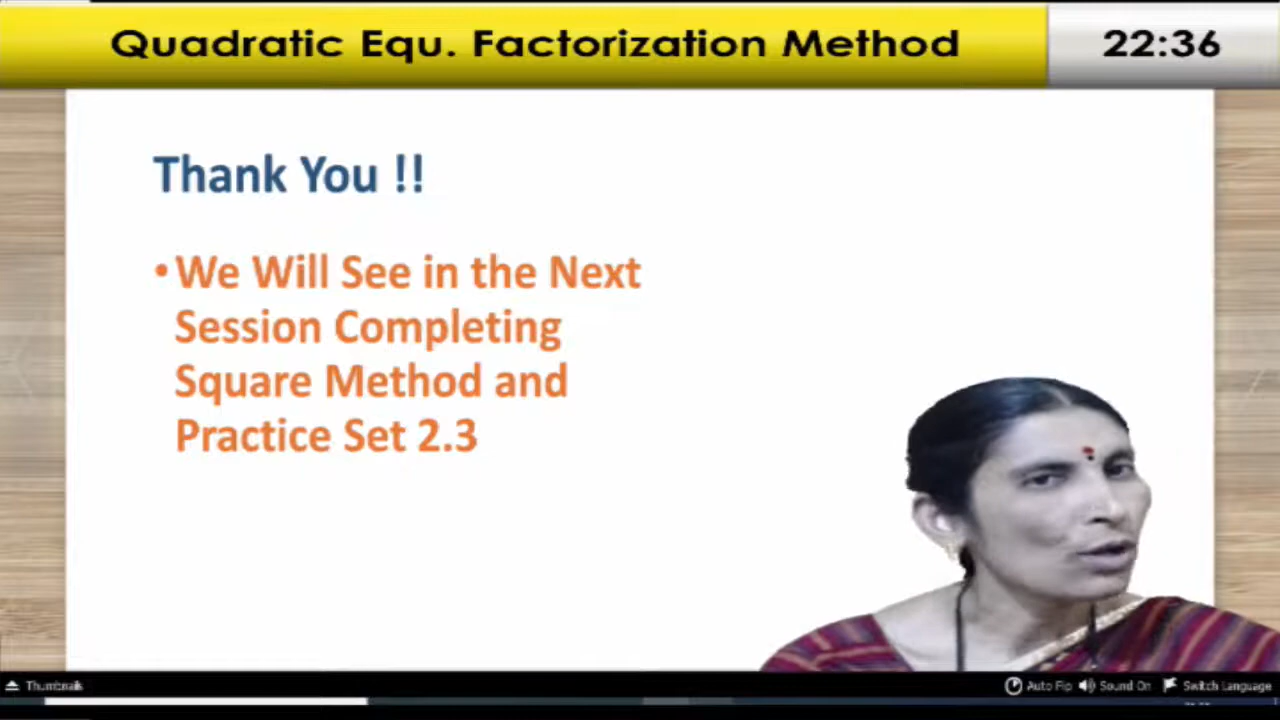 Quadratic Equ. Factorization Method
22:36
Thank You !!
• We Will See in the Next
Session Completing
Square Method and
Practice Set 2.3
Thumbnails
Auto Flip
Sound On
Switch Language